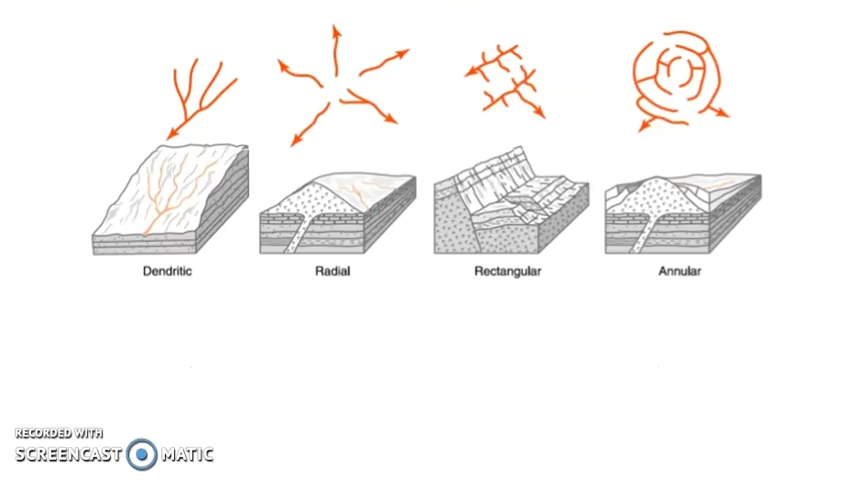 Dendritic
Radial
Rectangular
Annular
RECORDED WITH
SCREENCAST MATIC